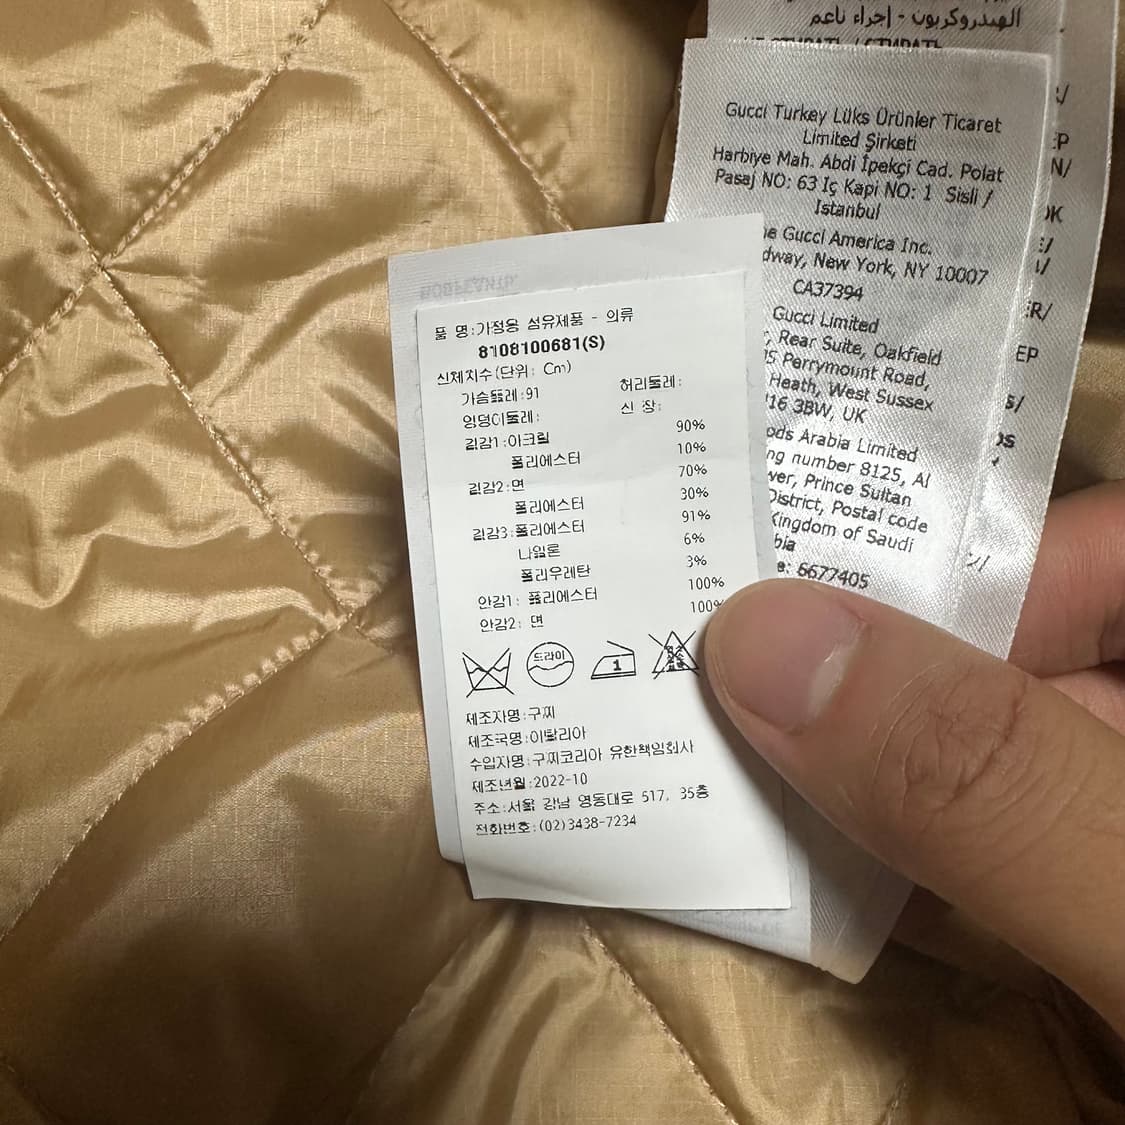 الهيدروكربون - إجراء ناعم
Gucci Turkey Lüks Ürünler Ticaret
Limited Şirketi
Harbiye Mah. Abdi İpekçi Cad. Polat
Pasaj NO: 63 Iç Kapi NO: 1 Sisli /
Istanbul
Gucci America Inc.
New York, NY 10007
CA37394
Gucci Limited
Rear Suite, Oakfield
Perrymount Road,
Heath, West Sussex
3BW, UK
Arabia Limited
number 8125, Al
Prince Sultan
District, Postal code
Kingdom of Saudi
6677405
품 명:가정용 섬유제품 - 의류
8108100681(S)
신체치수(단위: Cm)
가슴둘레:91 허리둘레:
엉덩이둘레: 신 장:
겉감1:아크릴 90%
폴리에스터 10%
겉감2:면 70%
폴리에스터 30%
겉감3:폴리에스터 91%
나일론 6%
폴리우레탄 3%
안감1: 폴리에스터 100%
안감2: 면 100%
드라이
1
제조자명:구찌
제조국명:이탈리아
수입자명:구찌코리아 유한책임회사
제조년월:2022-10
주소:서울 강남 영동대로 517, 35층
전화번호:(02)3438-7234